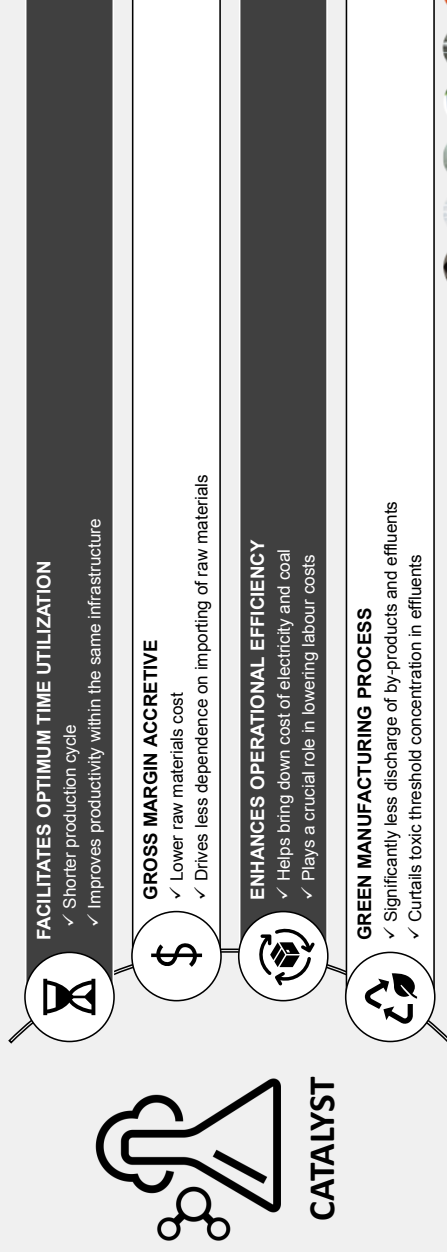 CATALYST
FACILITATES OPTIMUM TIME UTILIZATION
✓ Shorter production cycle
✓ Improves productivity within the same infrastructure
$
GROSS MARGIN ACCRETIVE
✓ Lower raw materials cost
✓ Drives less dependence on importing of raw materials
ENHANCES OPERATIONAL EFFICIENCY
✓ Helps bring down cost of electricity and coal
✓ Plays a crucial role in lowering labour costs
GREEN MANUFACTURING PROCESS
✓ Significantly less discharge of by-products and effluents
✓ Curtails toxic threshold concentration in effluents